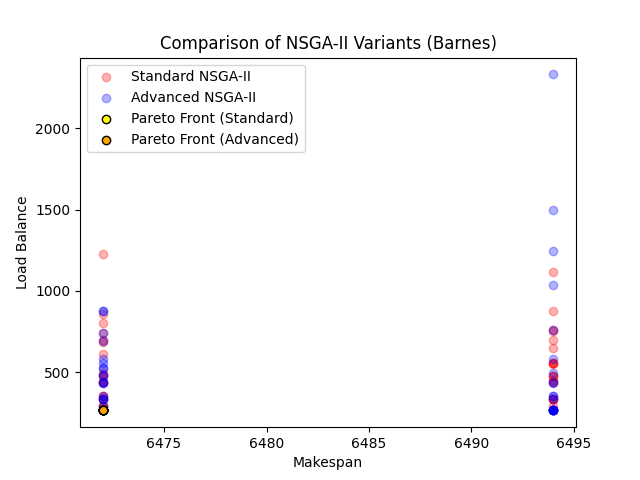 Comparison of NSGA-II Variants (Barnes)
Standard NSGA-II
Advanced NSGA-II
Pareto Front (Standard)
Pareto Front (Advanced)
2000
1500
1000
500
Load Balance
6475
6480
6485
6490
6495
Makespan